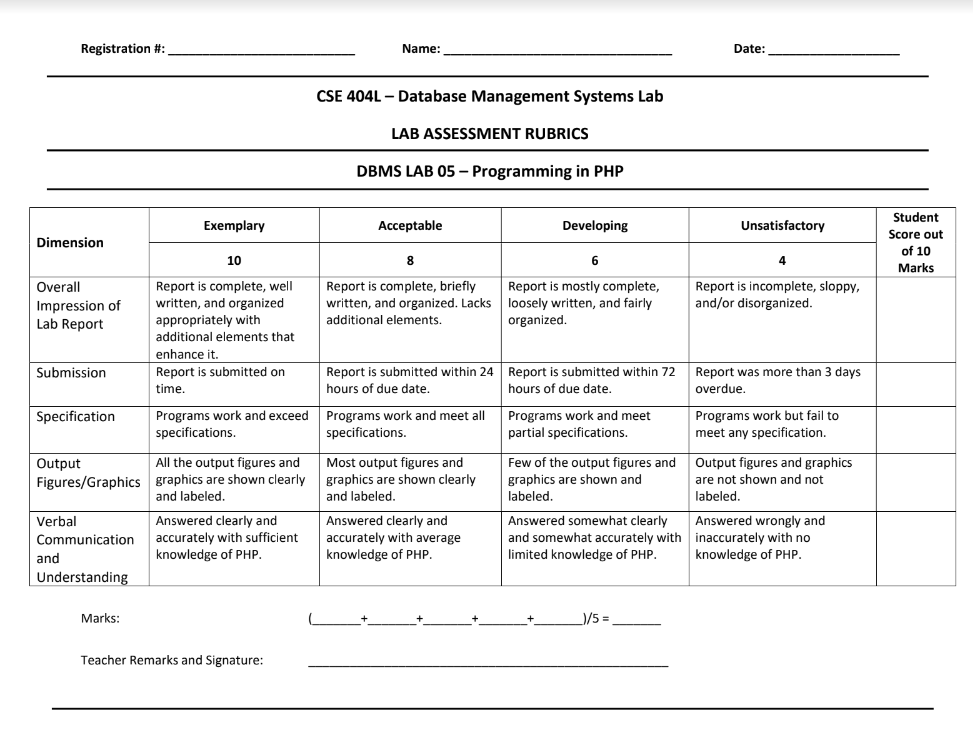 Registration #: ___________________________ Name: _________________________________ Date: ___________________
CSE 404L – Database Management Systems Lab
LAB ASSESSMENT RUBRICS
DBMS LAB 05 – Programming in PHP
Dimension
Exemplary
Acceptable
Developing
Unsatisfactory
Student
Score out
of 10
Marks
10
8
6
4
Overall
Impression of
Lab Report
Report is complete, well
written, and organized
appropriately with
additional elements that
enhance it.
Report is complete, briefly
written, and organized. Lacks
additional elements.
Report is mostly complete,
loosely written, and fairly
organized.
Report is incomplete, sloppy,
and/or disorganized.
Submission
Report is submitted on
time.
Report is submitted within 24
hours of due date.
Report is submitted within 72
hours of due date.
Report was more than 3 days
overdue.
Specification
Programs work and exceed
specifications.
Programs work and meet all
specifications.
Programs work and meet
partial specifications.
Programs work but fail to
meet any specification.
Output
Figures/Graphics
All the output figures and
graphics are shown clearly
and labeled.
Most output figures and
graphics are shown clearly
and labeled.
Few of the output figures and
graphics are shown and
labeled.
Output figures and graphics
are not shown and not
labeled.
Verbal
Communication
and
Understanding
Answered clearly and
accurately with sufficient
knowledge of PHP.
Answered clearly and
accurately with average
knowledge of PHP.
Answered somewhat clearly
and somewhat accurately with
limited knowledge of PHP.
Answered wrongly and
inaccurately with no
knowledge of PHP.
Marks: (_______+_______+_______+_______+_______)/5 = _______
Teacher Remarks and Signature: ____________________________________________________